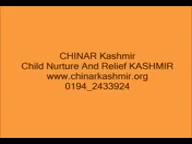 CHINAR Kashmir
Child Nurture And Relief KASHMIR
www.chinarkashmir.org
0194_2433924